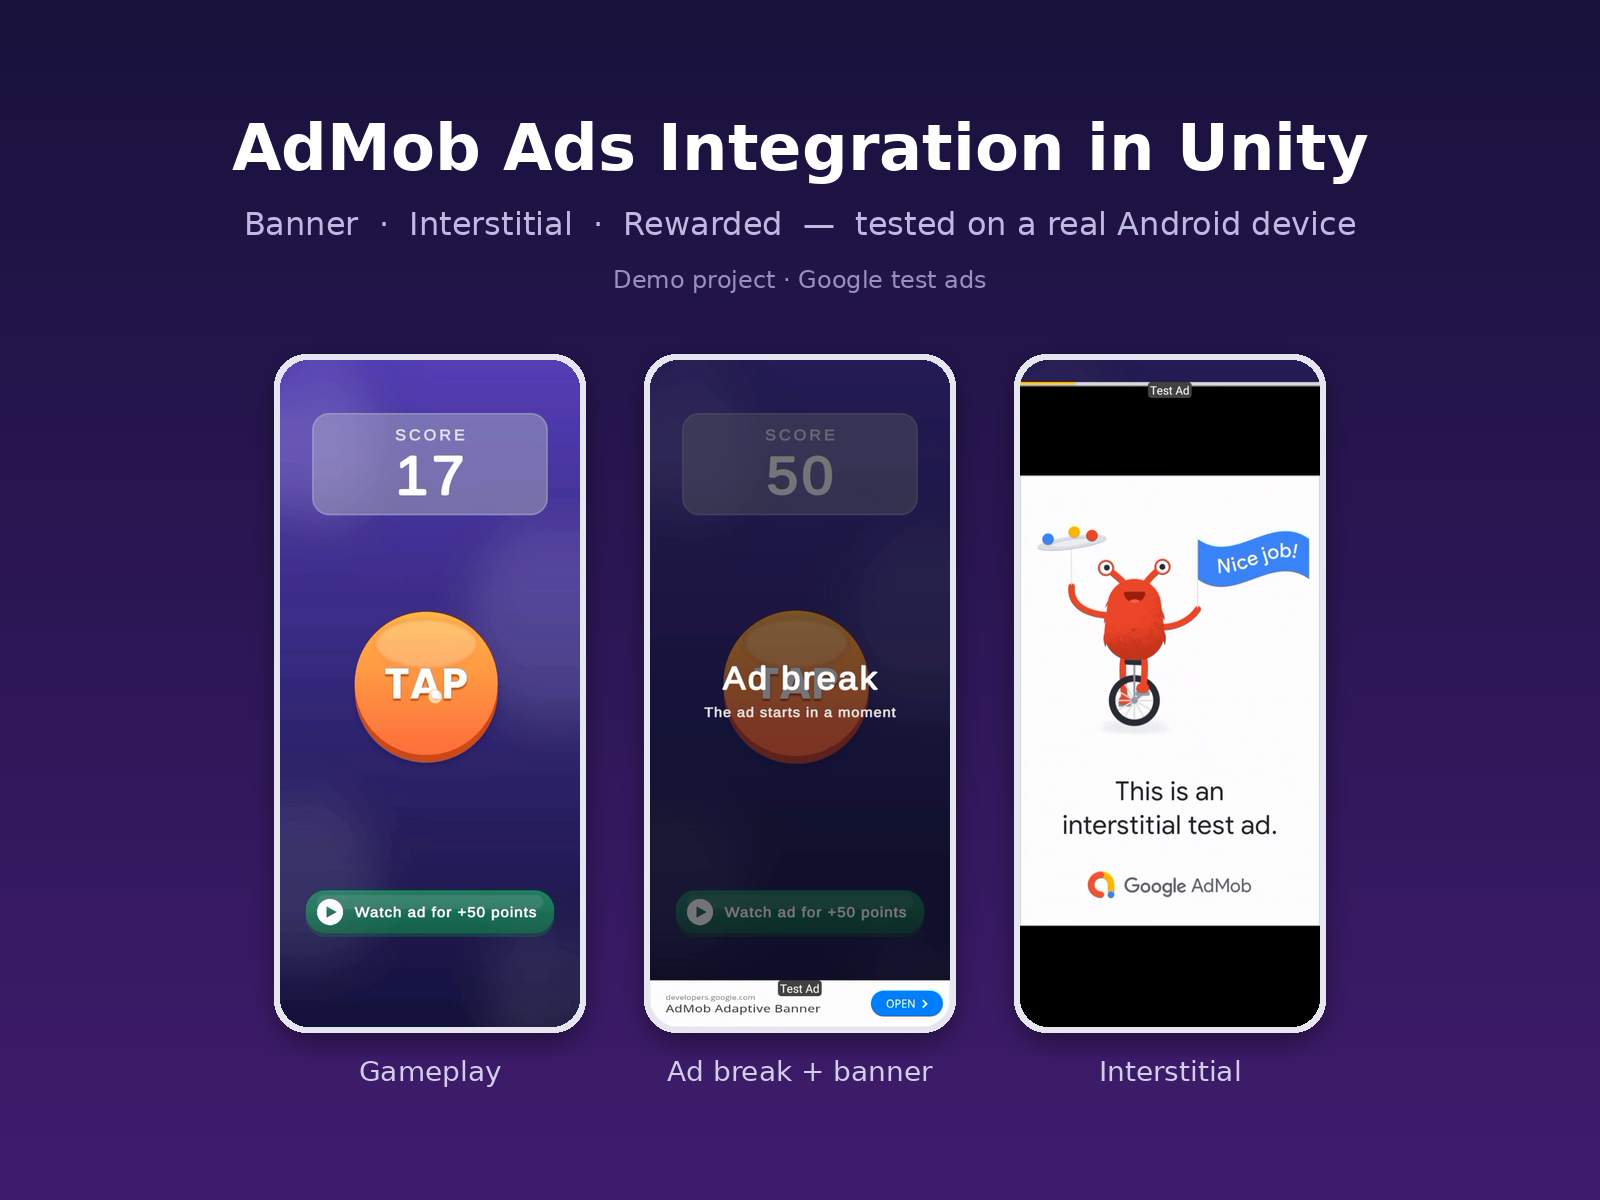 AdMob Ads Integration in Unity
Banner · Interstitial · Rewarded — tested on a real Android device
Demo project · Google test ads
SCORE
17
TAP
Watch ad for +50 points
Gameplay
SCORE
50
TAP
Ad break
The ad starts in a moment
Watch ad for +50 points
Test Ad
developers.google.com
AdMob Adaptive Banner
OPEN
Ad break + banner
Test Ad
Nice job!
This is an
interstitial test ad.
Google AdMob
Interstitial